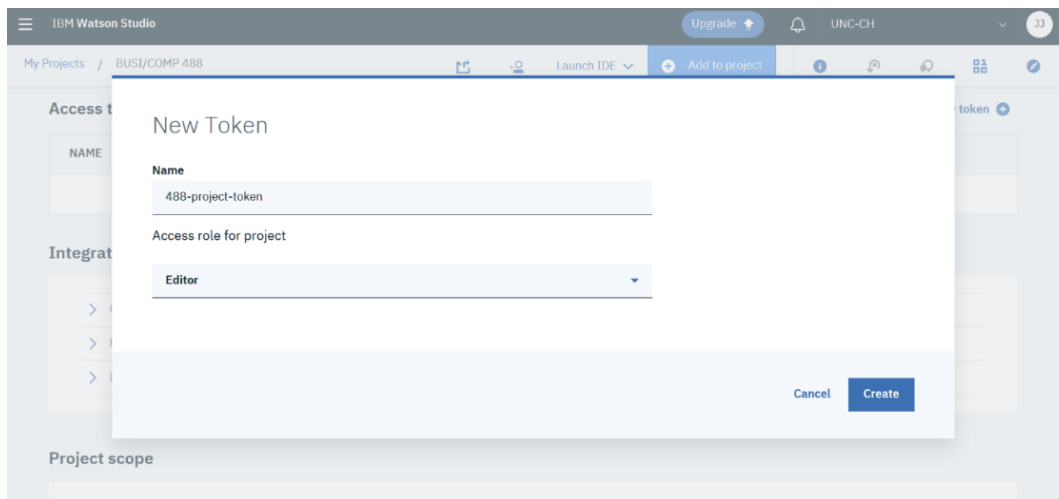 IBM Watson Studio Upgrade UNC-CH JJ
My Projects / BUSI/COMP 488 Launch IDE Add to project
Access t token
New Token
NAME
Name
488-project-token
Access role for project
Integrat
Editor
Cancel Create
Project scope